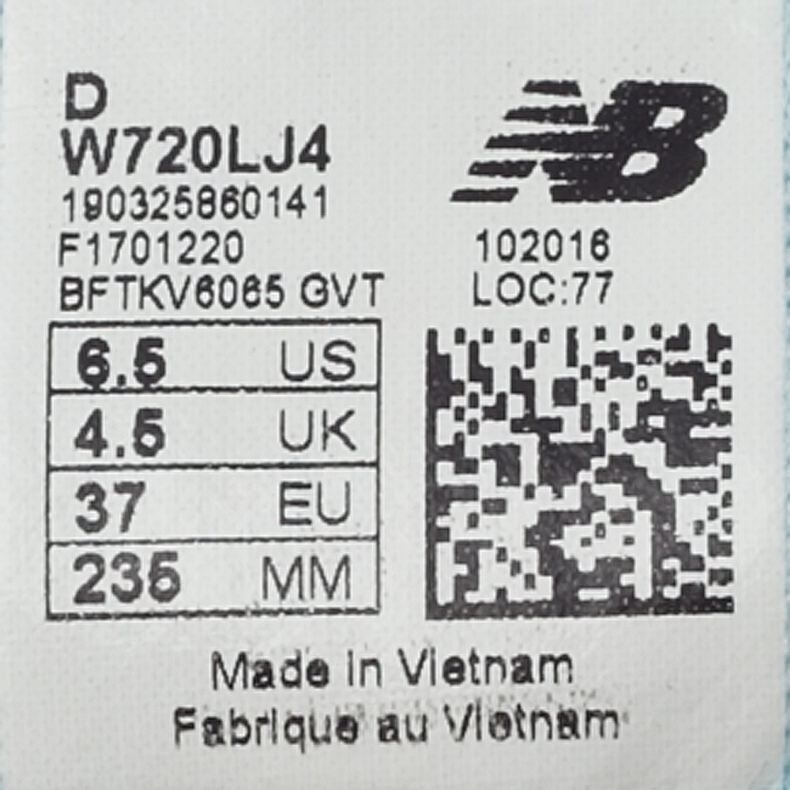 D
W720LJ4
190325860141
F1701220
BFTKV6065 GVT
NB
102016
LOC:77
6.5 US
4.5 UK
37 EU
235 MM
Made in Vietnam
Fabrique au Vietnam